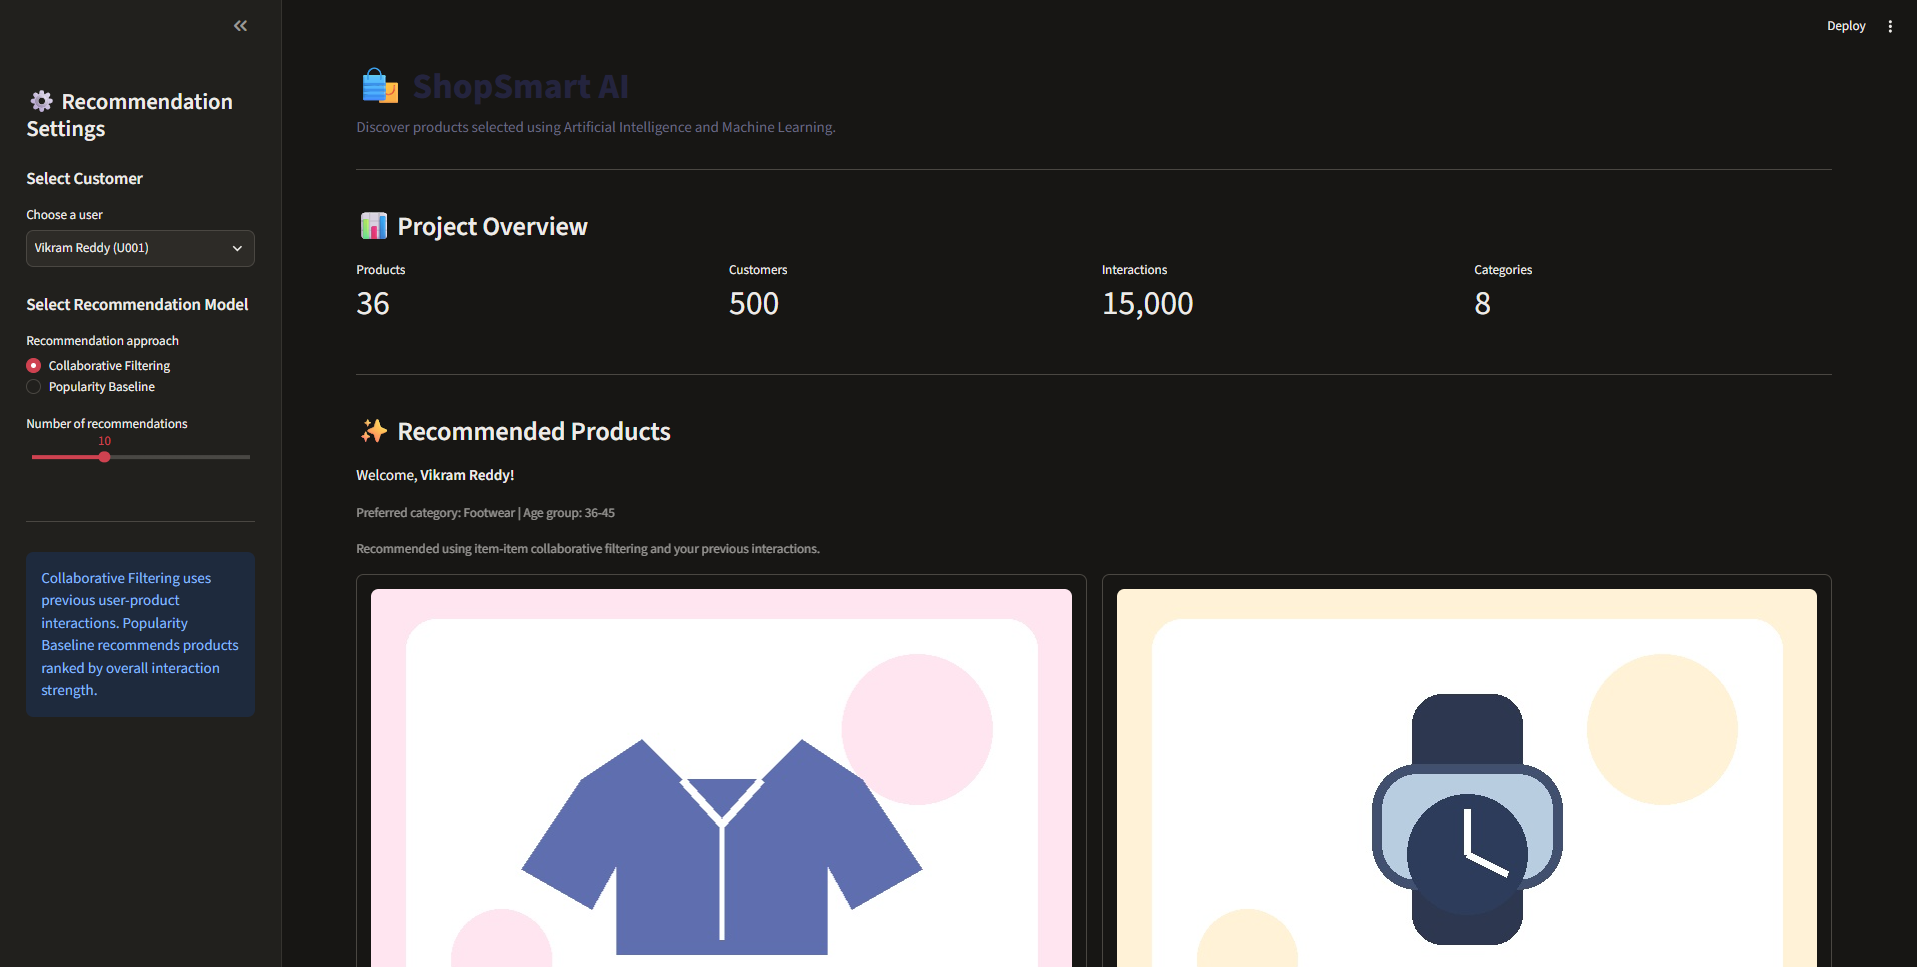 Deploy
⚙️ Recommendation
Settings
Select Customer
Choose a user
Vikram Reddy (U001)
Select Recommendation Model
Recommendation approach
Collaborative Filtering
Popularity Baseline
Number of recommendations
10
Collaborative Filtering uses
previous user-product
interactions. Popularity
Baseline recommends products
ranked by overall interaction
strength.
🛍️ ShopSmart AI
Discover products selected using Artificial Intelligence and Machine Learning.
📊 Project Overview
Products
36
Customers
500
Interactions
15,000
Categories
8
✨ Recommended Products
Welcome, Vikram Reddy!
Preferred category: Footwear | Age group: 36-45
Recommended using item-item collaborative filtering and your previous interactions.